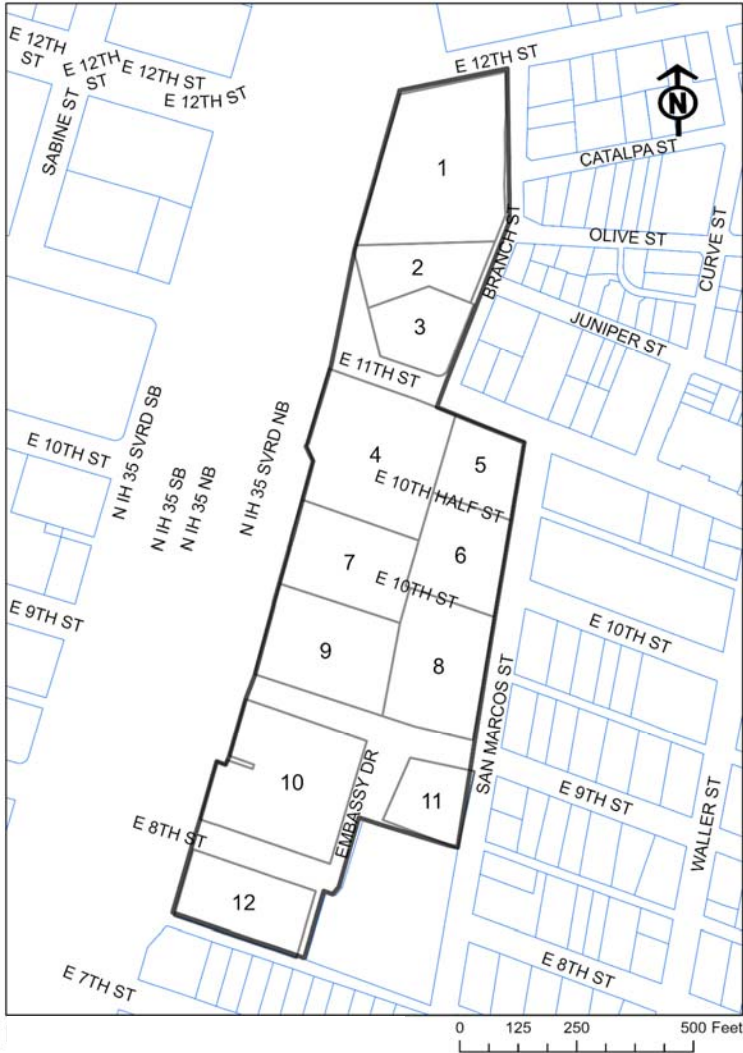 E 12TH
ST
E 12TH
ST
E 12TH ST
E 12TH ST
E 12TH ST
SABINE ST
N
CATALPA ST
1
OLIVE ST
CURVE ST
BRANCH ST
2
3
JUNIPER ST
E 11TH ST
4
5
E 10TH ST
N IH 35 SVRD SB
N IH 35 SB
N IH 35 NB
N IH 35 SVRD NB
E 10TH HALF ST
6
7
E 10TH ST
E 9TH ST
E 10TH ST
9
8
SAN MARCOS ST
10
EMBASSY DR
11
E 9TH ST
WALLER ST
E 8TH ST
12
E 8TH ST
E 7TH ST
0 125 250 500 Feet